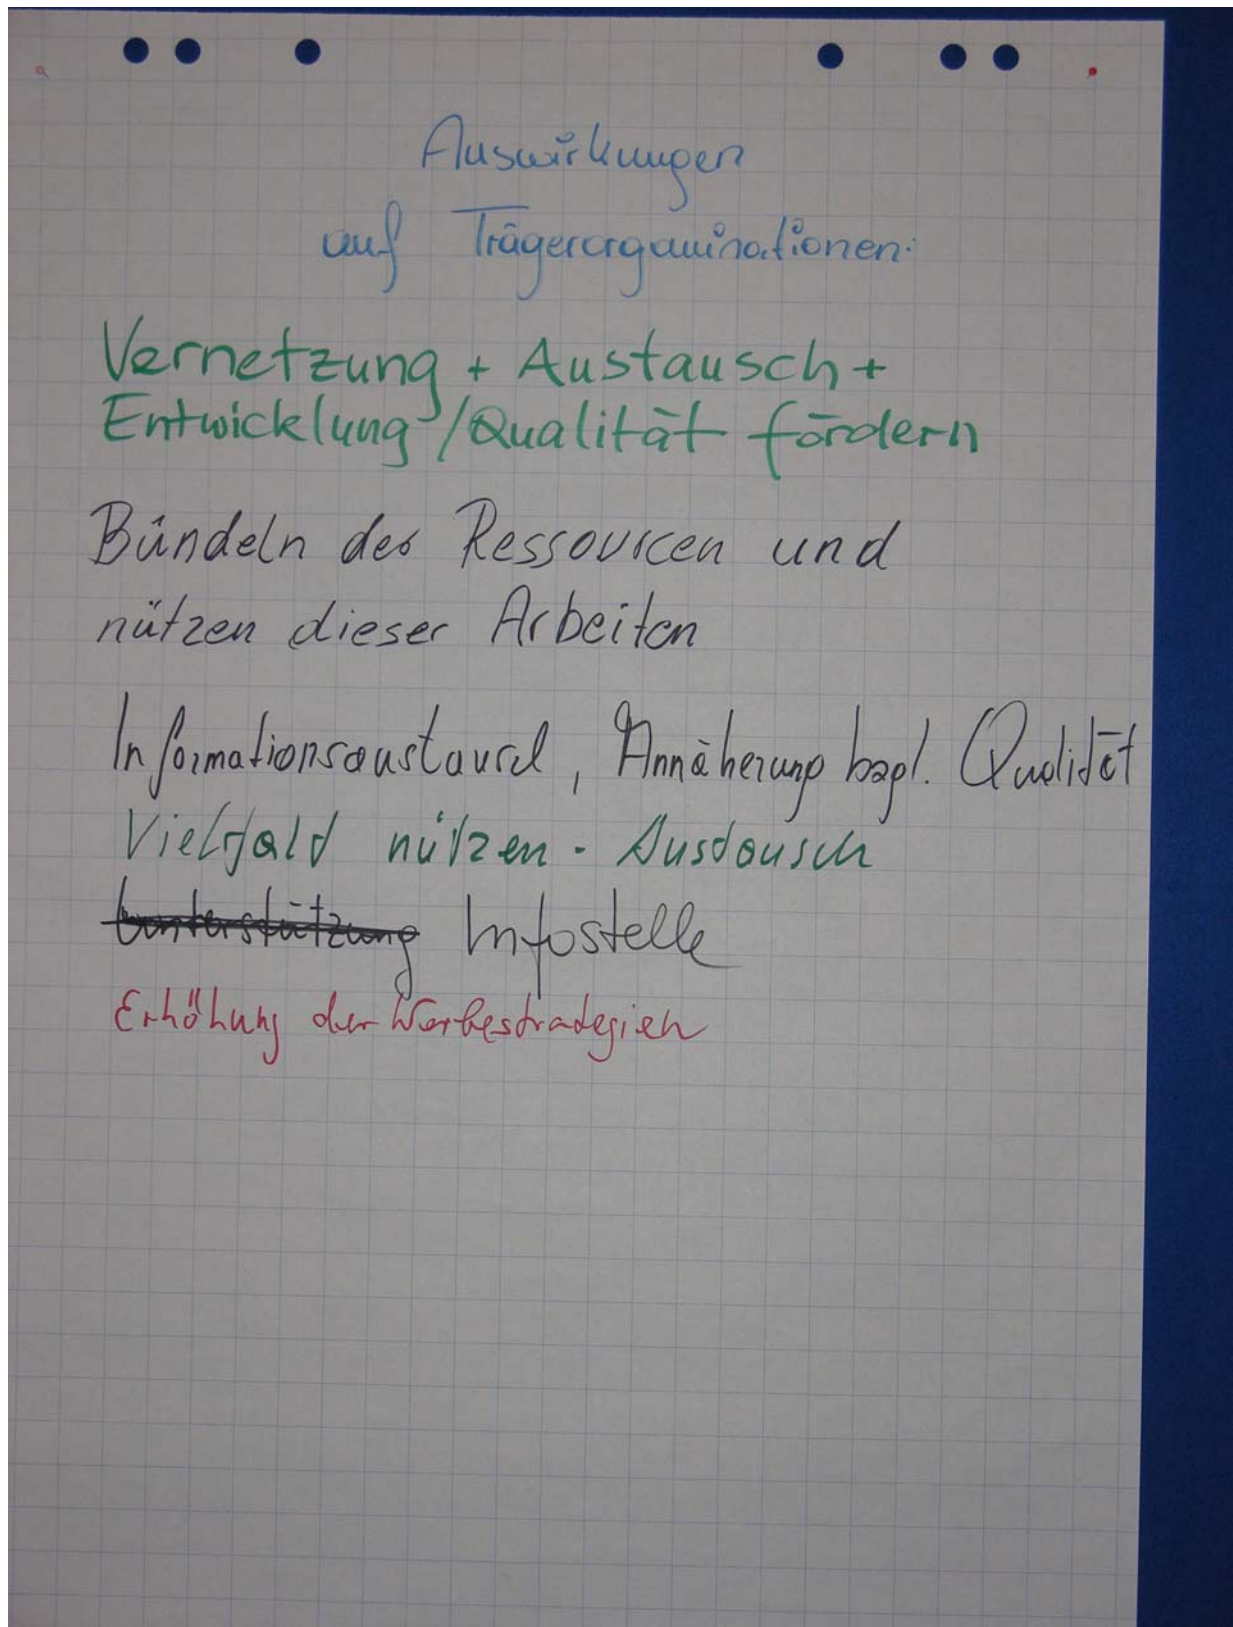 Auswirkungen
auf Trägerorganisationen:
Vernetzung + Austausch +
Entwicklung/Qualität fördern
Bündeln der Ressourcen und
nützen dieser Arbeiten
Informationsaustausch, Annäherung bzgl. Qualität
Vielfalt nützen - Austausch
Infostelle
Erhöhung der Werbestrategien